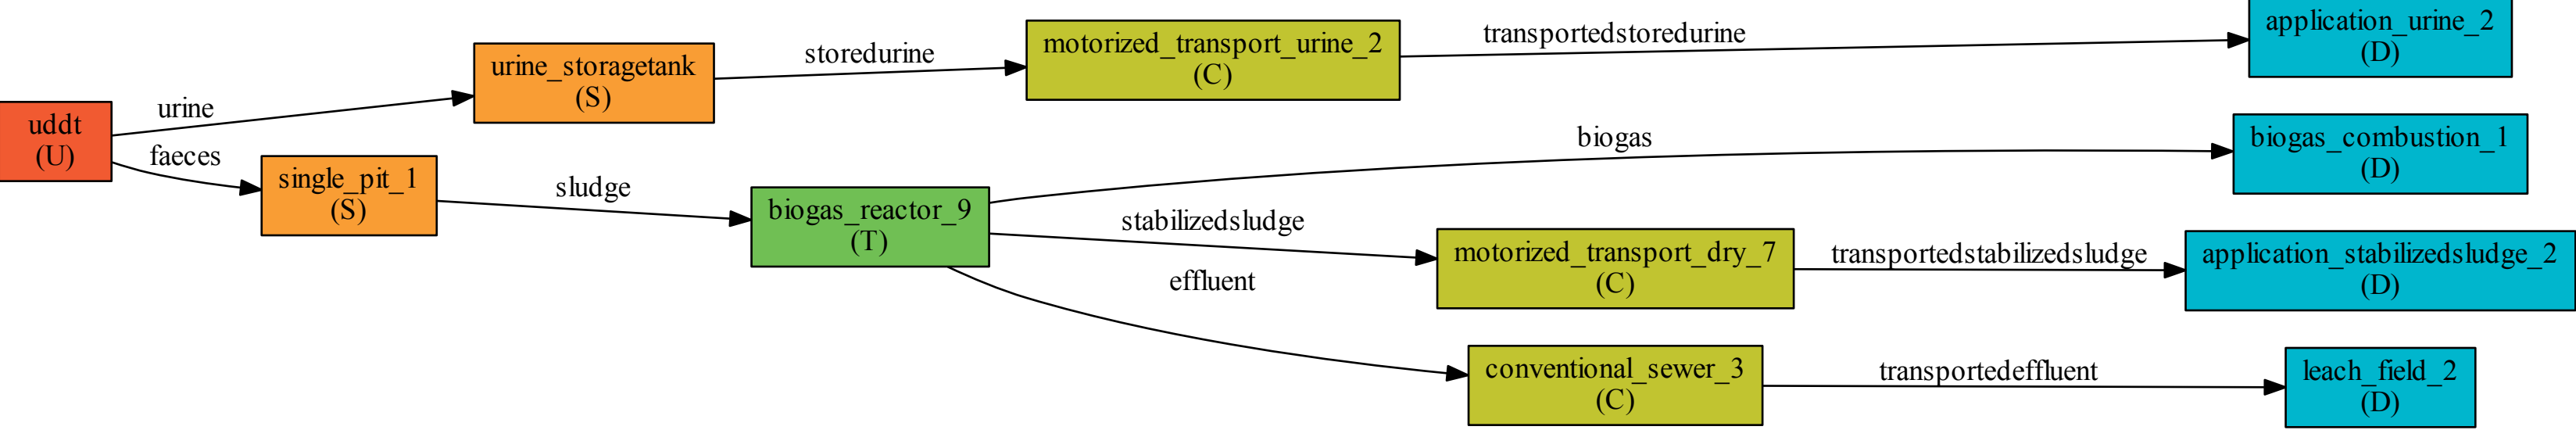 uddt
(U)
urine
faeces
urine_storagetank
(S)
single_pit_1
(S)
storedurine
sludge
motorized_transport_urine_2
(C)
biogas_reactor_9
(T)
transportedstoredurine
biogas
stabilizedsludge
effluent
motorized_transport_dry_7
(C)
conventional_sewer_3
(C)
transportedstabilizedsludge
transportedeffluent
application_urine_2
(D)
biogas_combustion_1
(D)
application_stabilizedsludge_2
(D)
leach_field_2
(D)